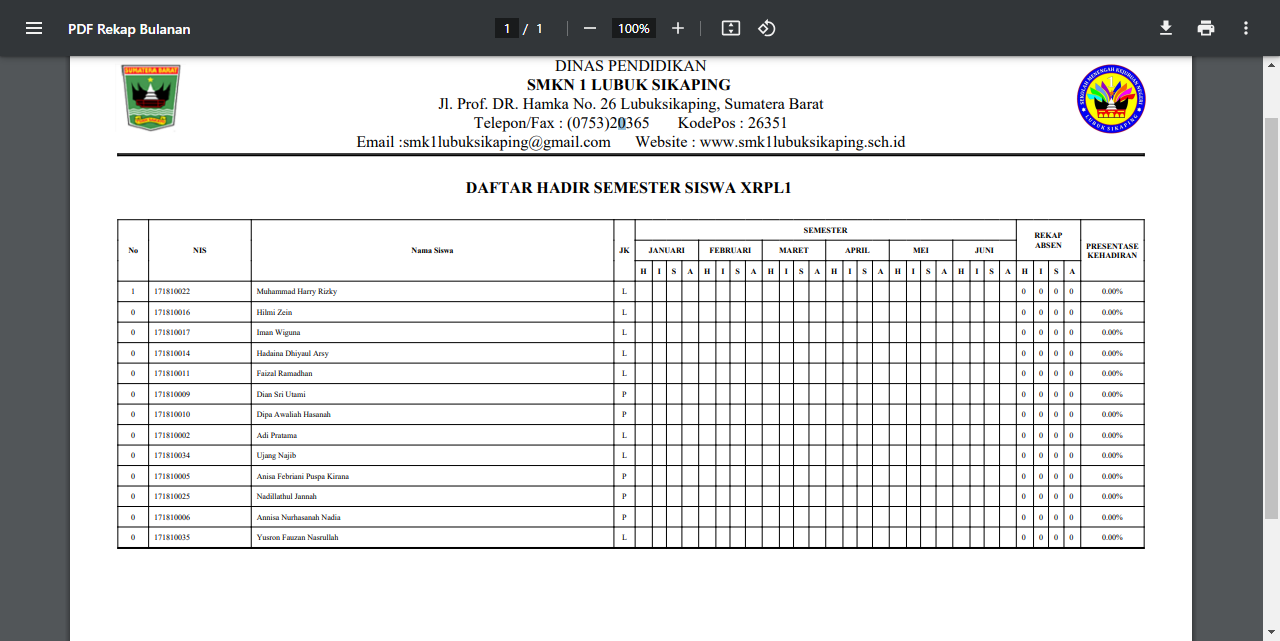 PDF Rekap Bulanan
1 / 1
100%
SUMATERA BARAT
DINAS PENDIDIKAN
SMKN 1 LUBUK SIKAPING
Jl. Prof. DR. Hamka No. 26 Lubuksikaping, Sumatera Barat
Telepon/Fax : (0753)20365 KodePos : 26351
Email :smk1lubuksikaping@gmail.com Website : www.smk1lubuksikaping.sch.id
SEKOLAH MENENGAH KEJURUAN NEGERI
1
LUBUK SIKAPING
DAFTAR HADIR SEMESTER SISWA XRPL1
No NIS Nama Siswa JK SEMESTER REKAP ABSEN PRESENTASE KEHADIRAN
JANUARI FEBRUARI MARET APRIL MEI JUNI
H I S A H I S A H I S A H I S A H I S A H I S A H I S A
1 171810022 Muhammad Harry Rizky L 0 0 0 0 0.00%
0 171810016 Hilmi Zein L 0 0 0 0 0.00%
0 171810017 Iman Wiguna L 0 0 0 0 0.00%
0 171810014 Hadaina Dhiyaul Arsy L 0 0 0 0 0.00%
0 171810011 Faizal Ramadhan L 0 0 0 0 0.00%
0 171810009 Dian Sri Utami P 0 0 0 0 0.00%
0 171810010 Dipa Awaliah Hasanah P 0 0 0 0 0.00%
0 171810002 Adi Pratama L 0 0 0 0 0.00%
0 171810034 Ujang Najib L 0 0 0 0 0.00%
0 171810005 Anisa Febriani Puspa Kirana P 0 0 0 0 0.00%
0 171810025 Nadillathul Jannah P 0 0 0 0 0.00%
0 171810006 Annisa Nurhasanah Nadia P 0 0 0 0 0.00%
0 171810035 Yusron Fauzan Nasrullah L 0 0 0 0 0.00%